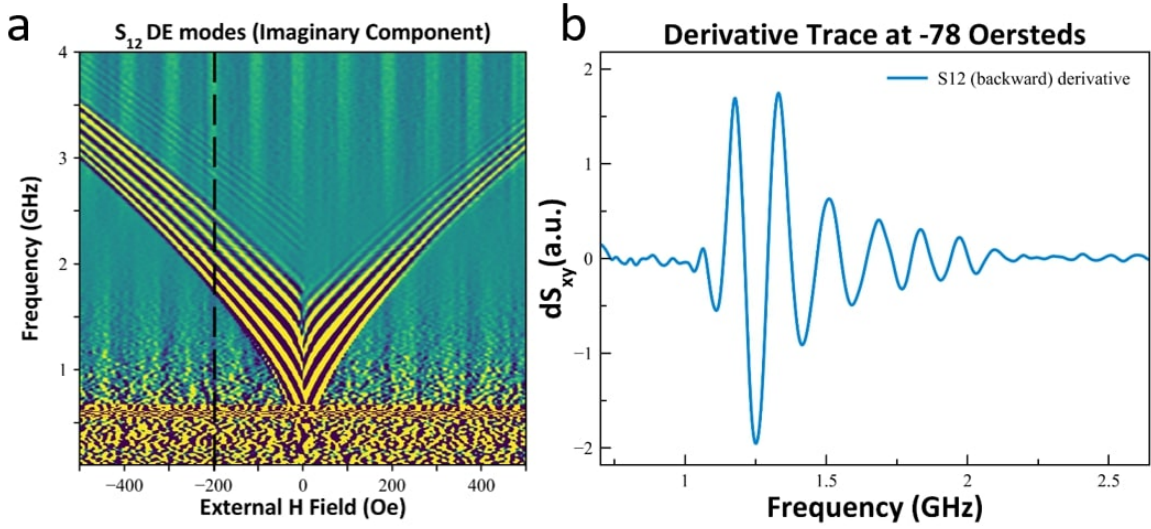 a
S12 DE modes (Imaginary Component)
4
3
2
1
Frequency (GHz)
−400
−200
0
200
400
External H Field (Oe)
b
Derivative Trace at -78 Oersteds
S12 (backward) derivative
2
1
0
−1
−2
dSxy(a.u.)
1
1.5
2
2.5
Frequency (GHz)